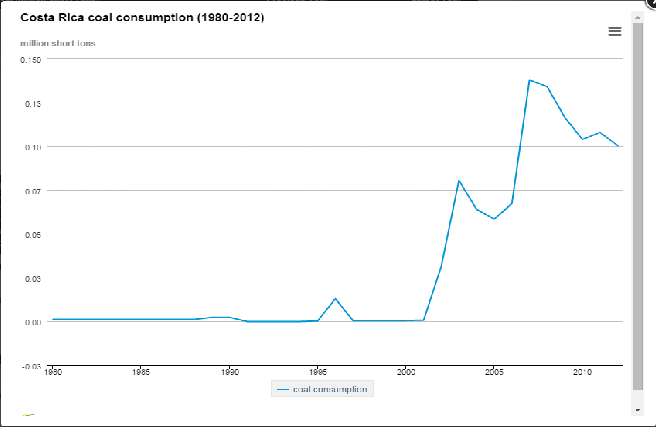 Costa Rica coal consumption (1980-2012)
million short tons
0.150
0.13
0.10
0.07
0.05
0.03
0.00
-0.03
1980 1985 1990 1995 2000 2005 2010
coal consumption